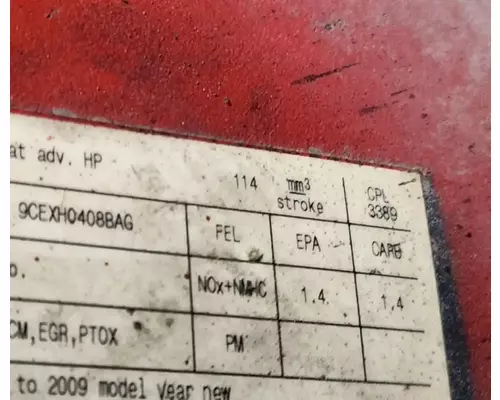 at adv. HP 114 mm3 stroke CPL 3389
9CEXH0408BAG FEL EPA CARB
NOx+NMHC 1.4 1.4
CM,EGR,PTOX PM
to 2009 model year new